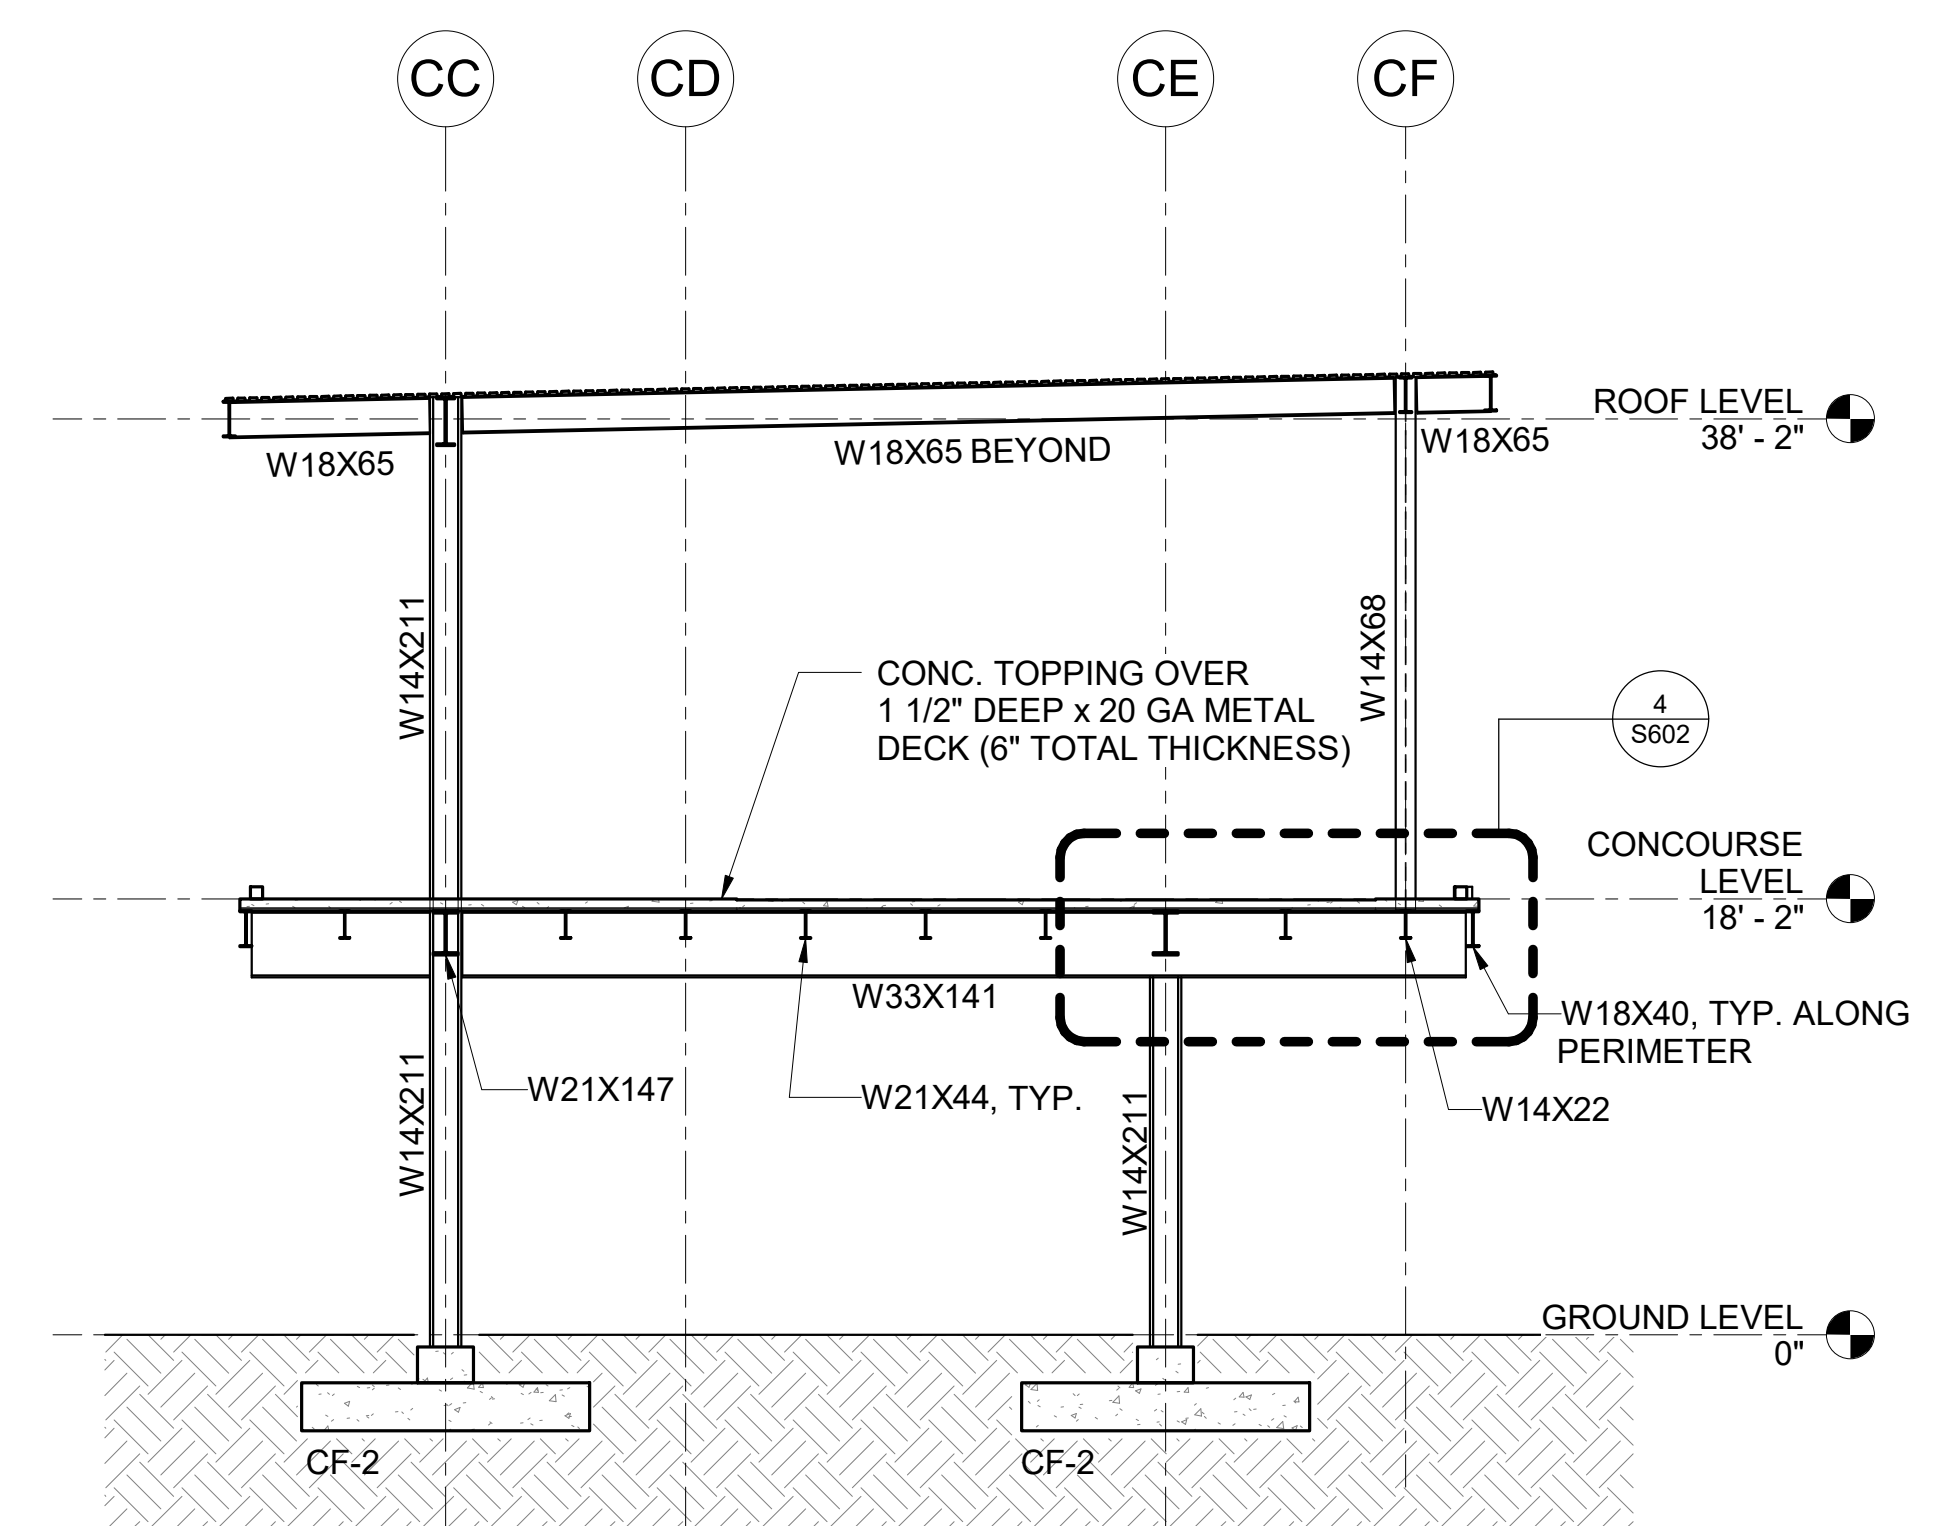 CC
CD
CE
CF
ROOF LEVEL
38' - 2"
W18X65
W18X65 BEYOND
W18X65
W14X211
W14X68
CONC. TOPPING OVER
1 1/2" DEEP x 20 GA METAL
DECK (6" TOTAL THICKNESS)
4
S602
CONCOURSE
LEVEL
18' - 2"
W33X141
W18X40, TYP. ALONG
PERIMETER
W14X211
W21X147
W21X44, TYP.
W14X211
W14X22
GROUND LEVEL
0"
CF-2
CF-2